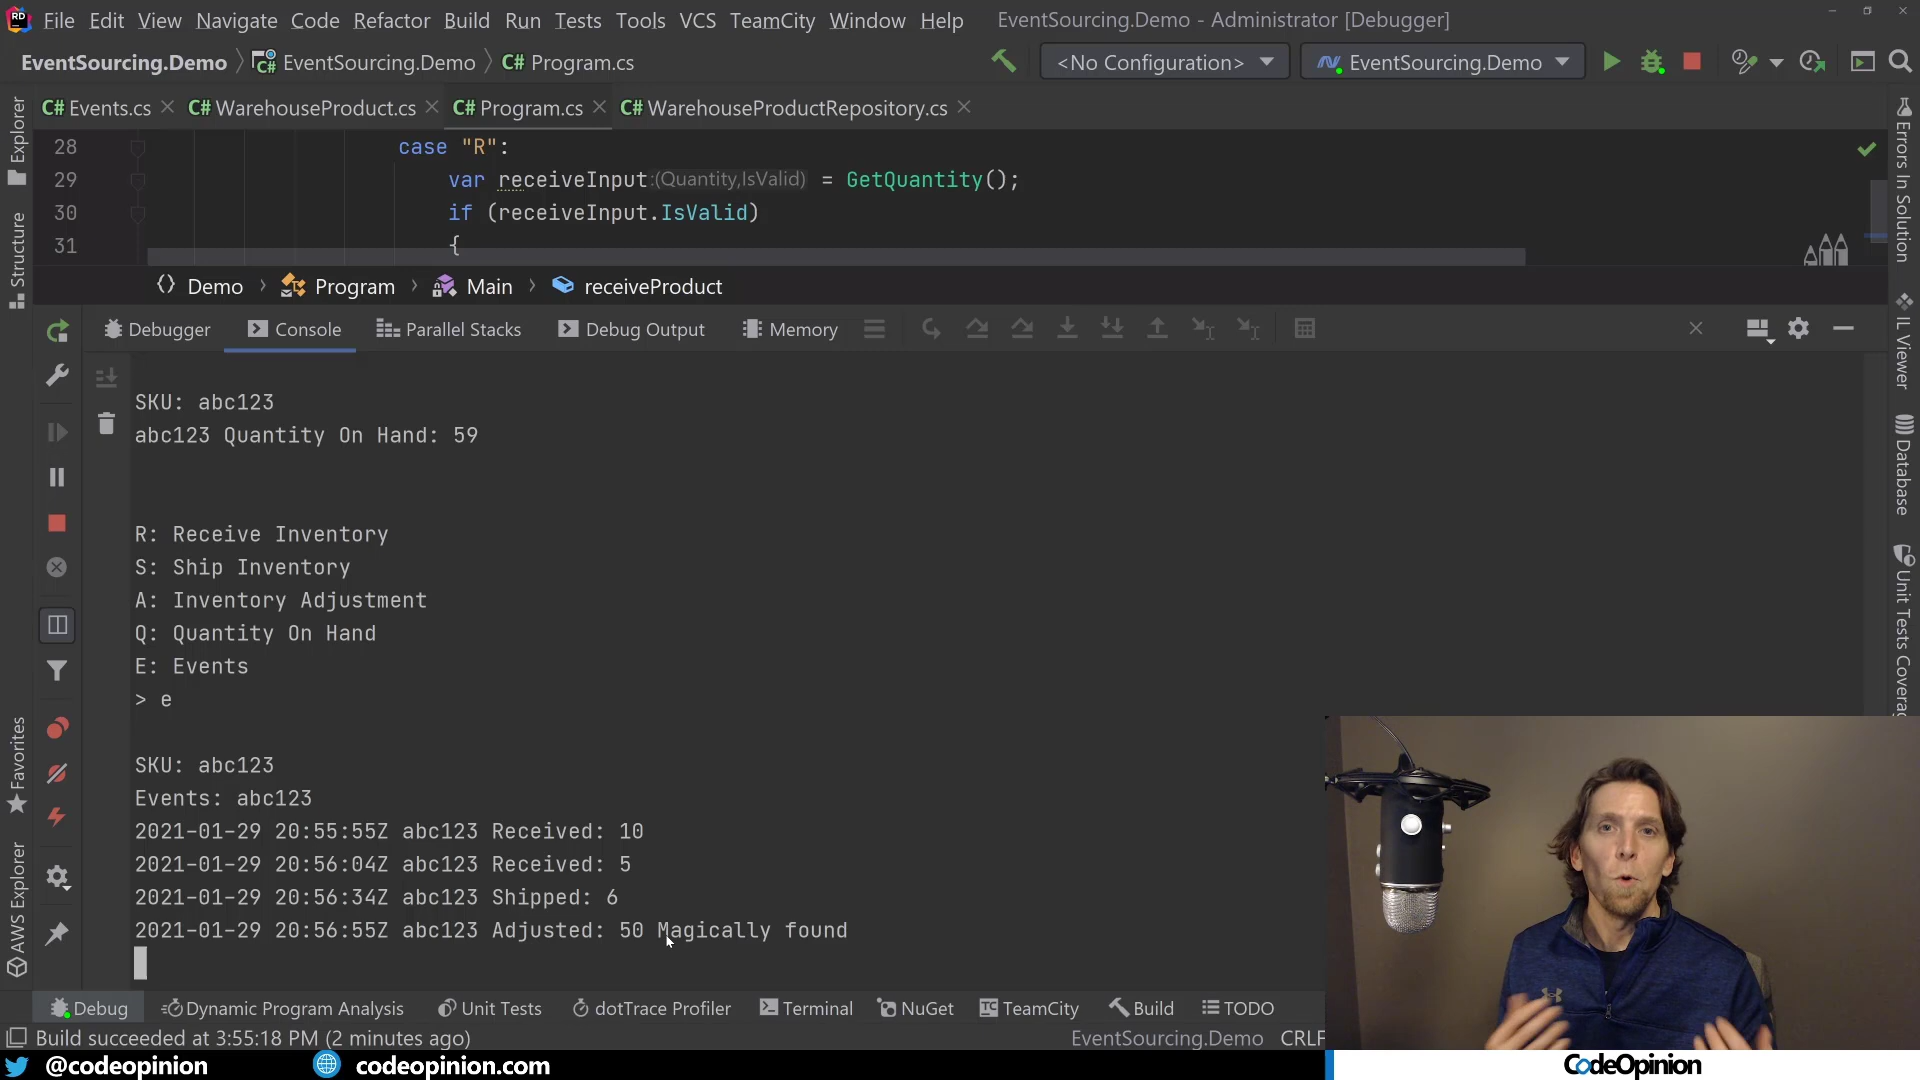 File Edit View Navigate Code Refactor Build Run Tests Tools VCS TeamCity Window Help EventSourcing.Demo - Administrator [Debugger]
EventSourcing.Demo EventSourcing.Demo C# Program.cs <No Configuration> EventSourcing.Demo
C# Events.cs C# WarehouseProduct.cs C# Program.cs C# WarehouseProductRepository.cs
28 case "R":
29 var receiveInput:(Quantity,IsValid) = GetQuantity();
30 if (receiveInput.IsValid)
31 {
Demo Program Main receiveProduct
Debugger Console Parallel Stacks Debug Output Memory
SKU: abc123
abc123 Quantity On Hand: 59
R: Receive Inventory
S: Ship Inventory
A: Inventory Adjustment
Q: Quantity On Hand
E: Events
> e
SKU: abc123
Events: abc123
2021-01-29 20:55:55Z abc123 Received: 10
2021-01-29 20:56:04Z abc123 Received: 5
2021-01-29 20:56:34Z abc123 Shipped: 6
2021-01-29 20:56:55Z abc123 Adjusted: 50 Magically found
Explorer
Structure
Favorites
AWS Explorer
Errors In Solution
IL Viewer
Database
Unit Tests Coverag
Debug Dynamic Program Analysis Unit Tests dotTrace Profiler Terminal NuGet TeamCity Build TODO
Build succeeded at 3:55:18 PM (2 minutes ago) EventSourcing.Demo CRLF
@codeopinion codeopinion.com CodeOpinion